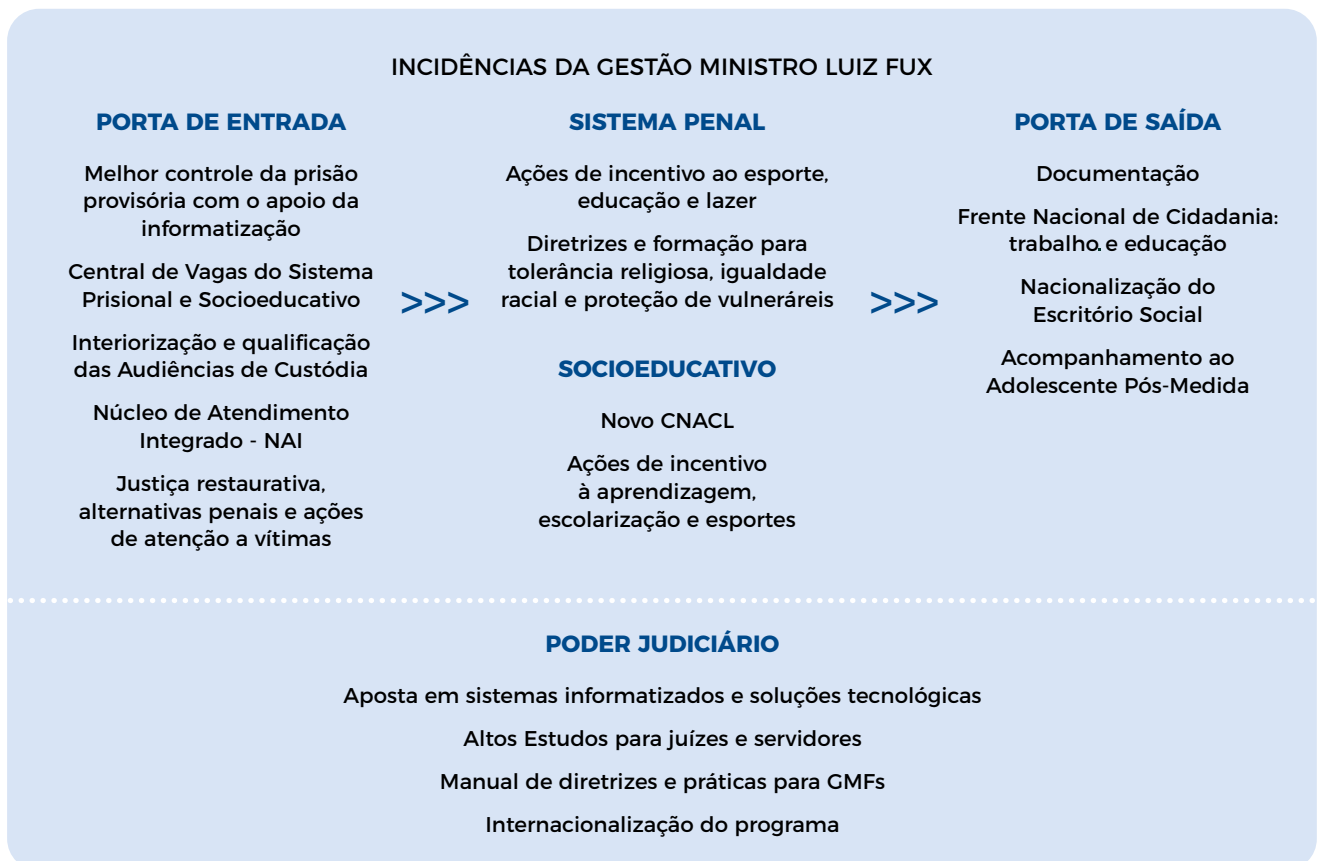 INCIDÊNCIAS DA GESTÃO MINISTRO LUIZ FUX
PORTA DE ENTRADA
Melhor controle da prisão
provisória com o apoio da
informatização
Central de Vagas do Sistema
Prisional e Socioeducativo
Interiorização e qualificação
das Audiências de Custódia
Núcleo de Atendimento
Integrado - NAI
Justiça restaurativa,
alternativas penais e ações
de atenção a vítimas
>>>
SISTEMA PENAL
Ações de incentivo ao esporte,
educação e lazer
Diretrizes e formação para
tolerância religiosa, igualdade
racial e proteção de vulneráreis
SOCIOEDUCATIVO
Novo CNACL
Ações de incentivo
à aprendizagem,
escolarização e esportes
>>>
PORTA DE SAÍDA
Documentação
Frente Nacional de Cidadania:
trabalho. e educação
Nacionalização do
Escritório Social
Acompanhamento ao
Adolescente Pós-Medida
PODER JUDICIÁRIO
Aposta em sistemas informatizados e soluções tecnológicas
Altos Estudos para juízes e servidores
Manual de diretrizes e práticas para GMFs
Internacionalização do programa